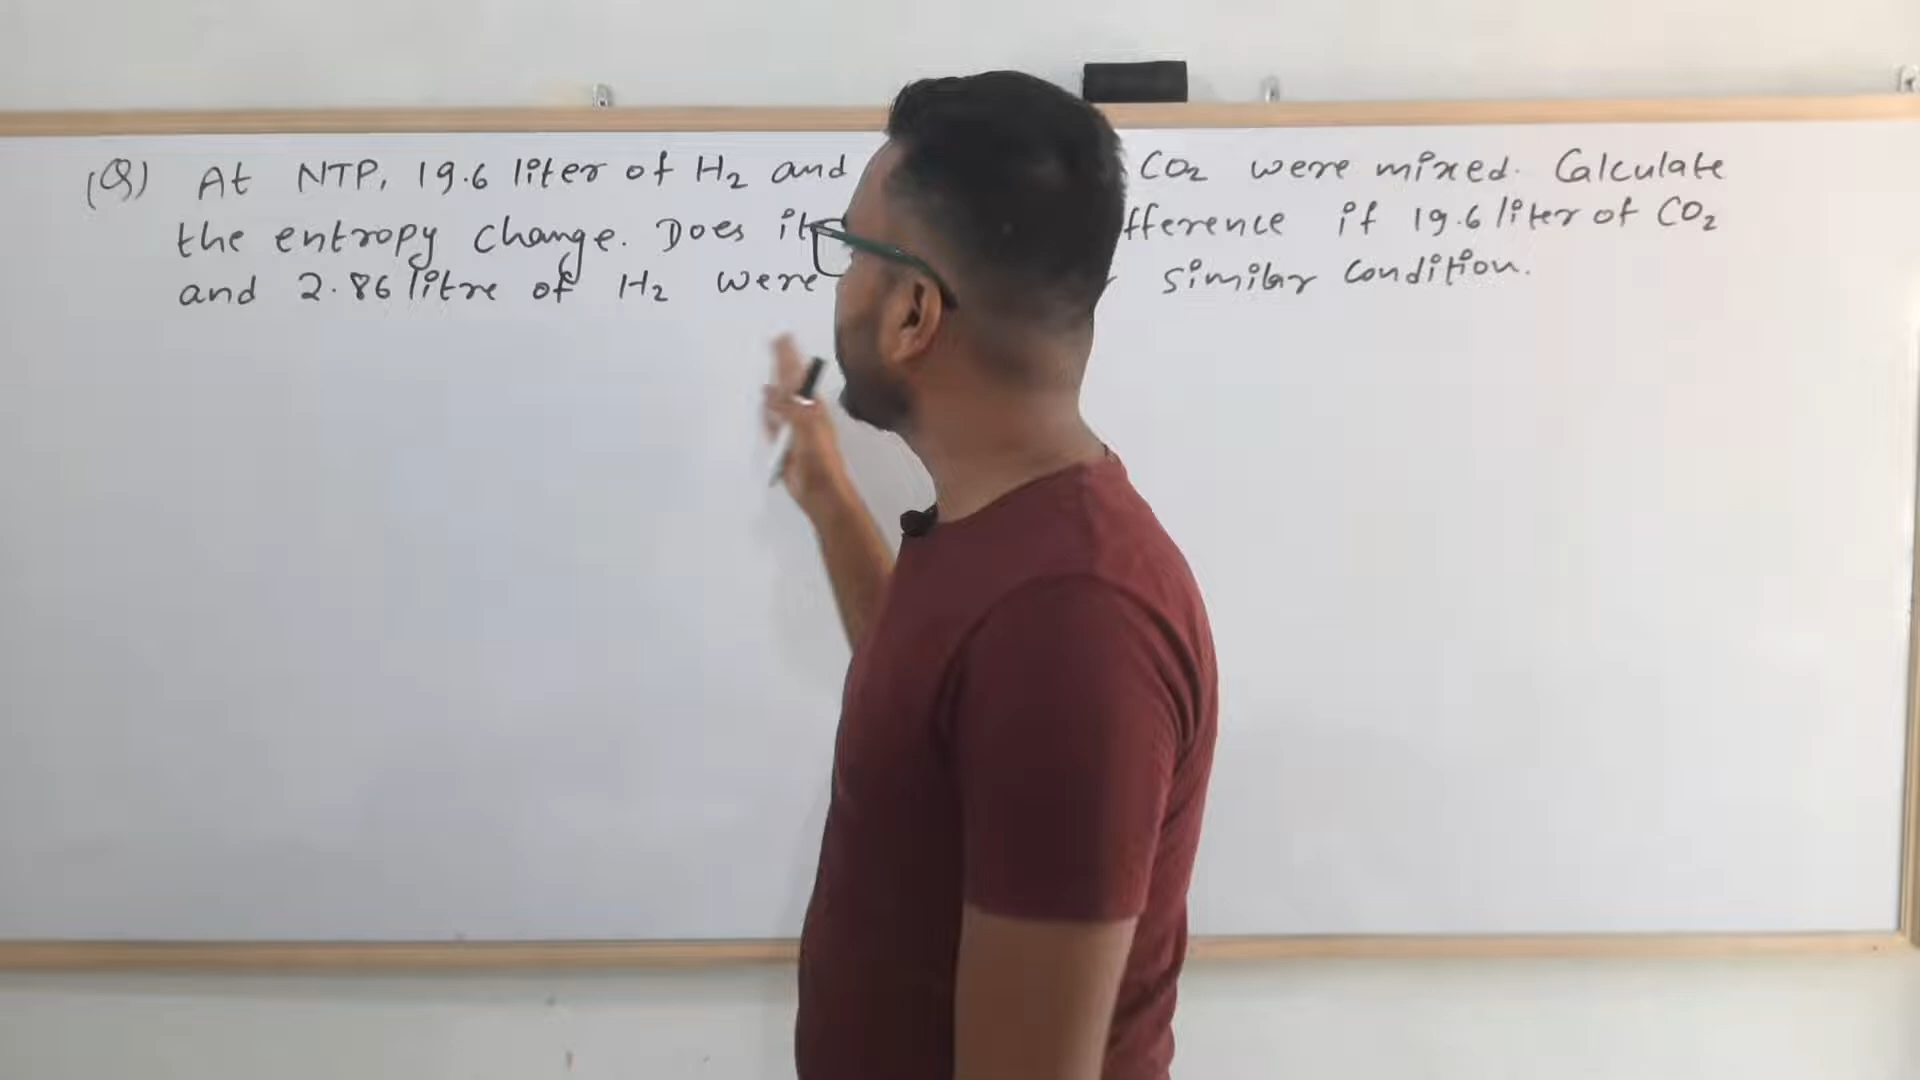 (Q) At NTP, 19.6 liter of H2 and CO2 were mixed. Calculate
the entropy change. Does it fference if 19.6 liter of CO2
and 2.86 litre of H2 were similar condition.